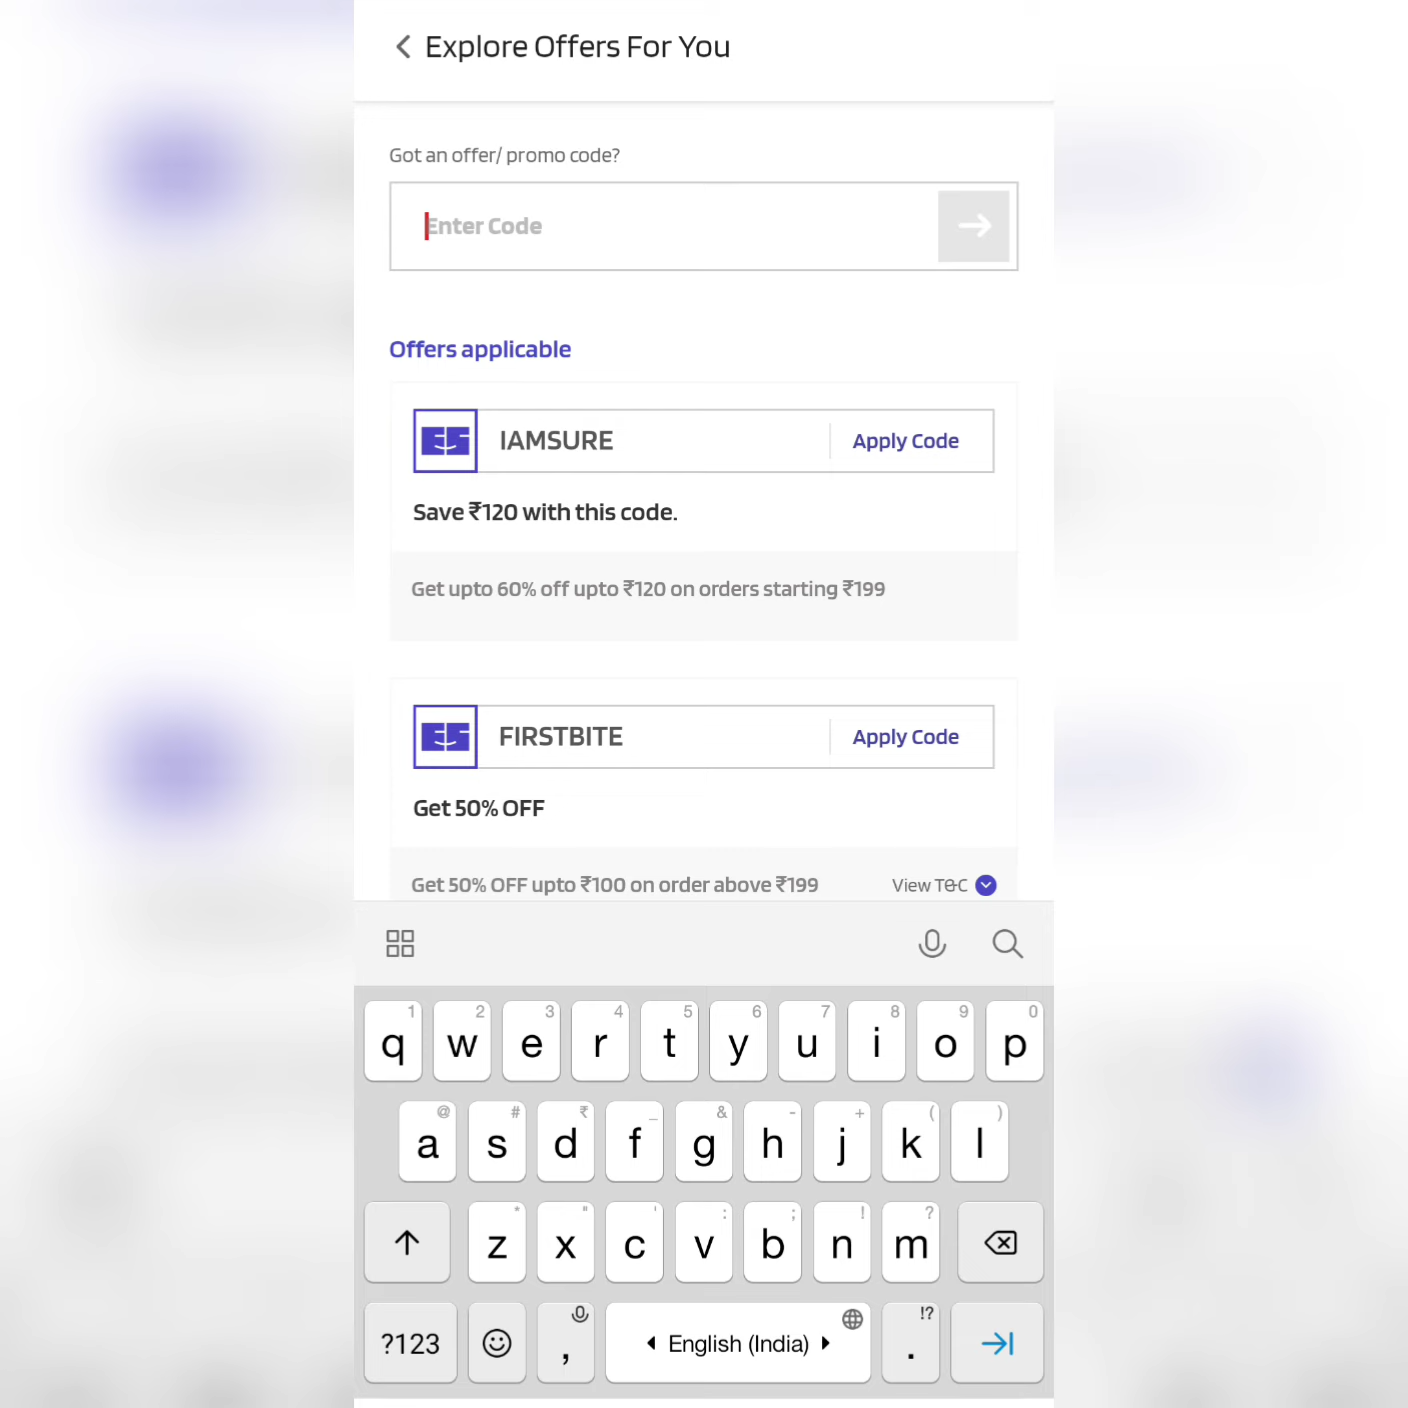 Explore Offers For You
Got an offer/ promo code?
Enter Code
Offers applicable
IAMSURE
Apply Code
Save ₹120 with this code.
Get upto 60% off upto ₹120 on orders starting ₹199
FIRSTBITE
Apply Code
Get 50% OFF
Get 50% OFF upto ₹100 on order above ₹199
View T&C
1 2 3 4 5 6 7 8 9 0
q w e r t y u i o p
@ # ₹ _ & - + ( )
a s d f g h j k l
* " ' : ; ! ?
z x c v b n m
!?
?123 , English (India) .